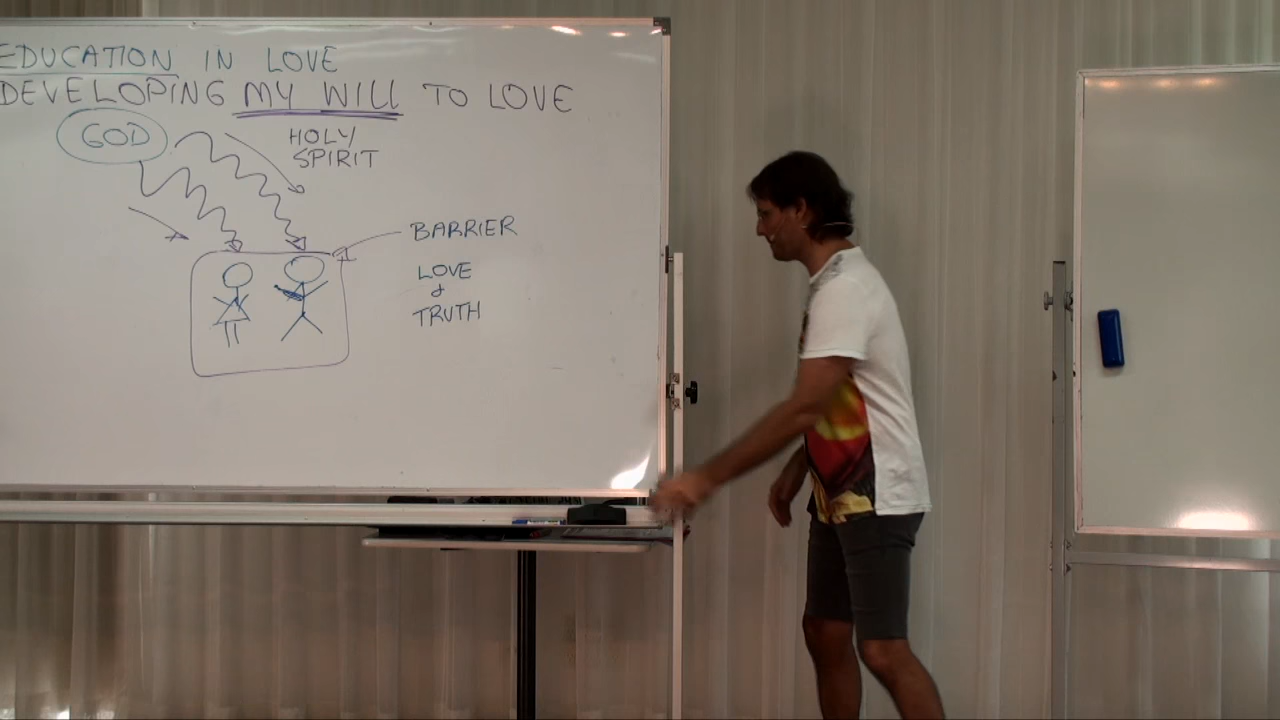 EDUCATION IN LOVE
DEVELOPING MY WILL TO LOVE
GOD
HOLY
SPIRIT
BARRIER
LOVE
&
TRUTH